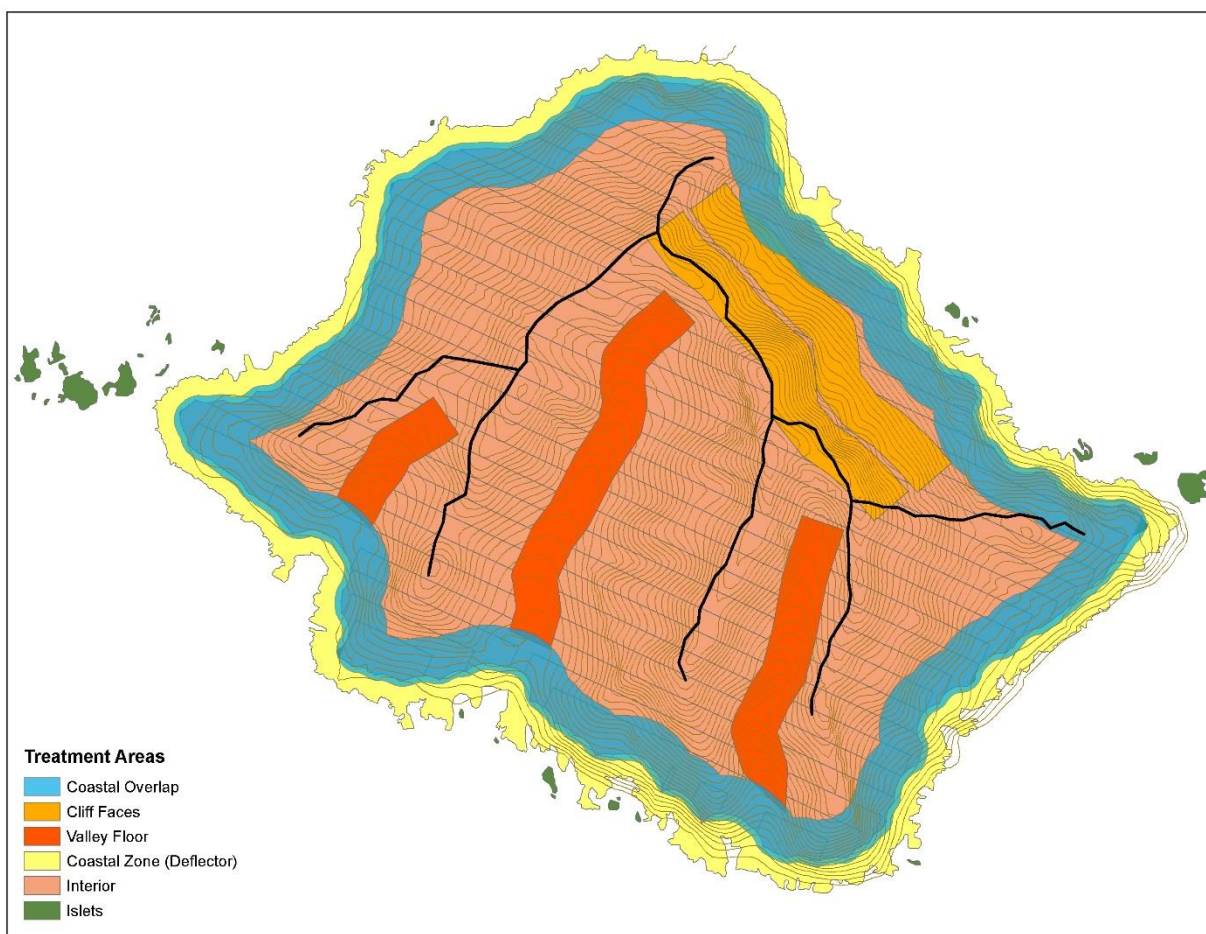 Treatment Areas
Coastal Overlap
Cliff Faces
Valley Floor
Coastal Zone (Deflector)
Interior
Islets